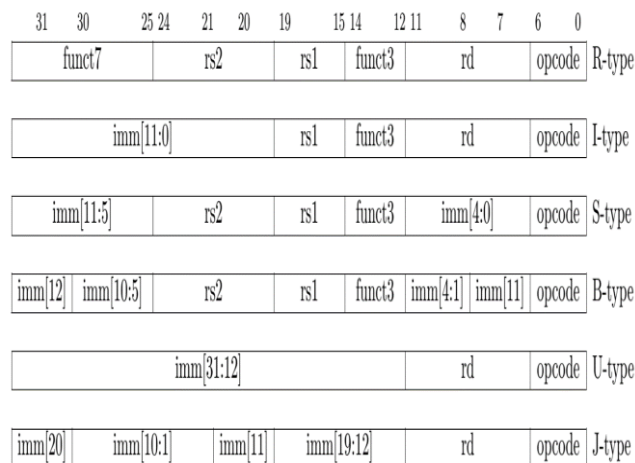 31 30 25 24 21 20 19 15 14 12 11 8 7 6 0
funct7 rs2 rs1 funct3 rd opcode R-type
imm[11:0] rs1 funct3 rd opcode I-type
imm[11:5] rs2 rs1 funct3 imm[4:0] opcode S-type
imm[12] imm[10:5] rs2 rs1 funct3 imm[4:1] imm[11] opcode B-type
imm[31:12] rd opcode U-type
imm[20] imm[10:1] imm[11] imm[19:12] rd opcode J-type